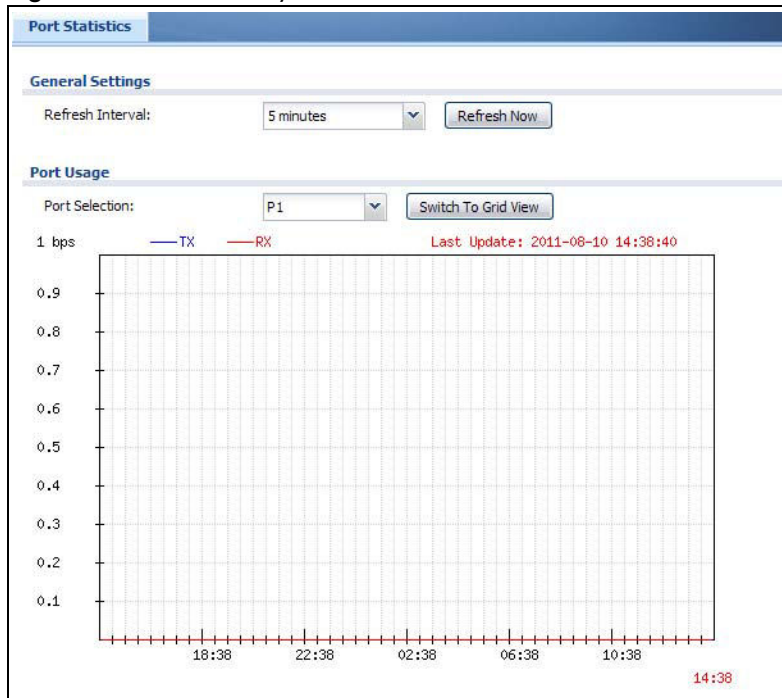 Port Statistics
General Settings
Refresh Interval: 5 minutes Refresh Now
Port Usage
Port Selection: P1 Switch To Grid View
1 bps TX RX Last Update: 2011-08-10 14:38:40
0.9
0.8
0.7
0.6
0.5
0.4
0.3
0.2
0.1
18:38 22:38 02:38 06:38 10:38
14:38